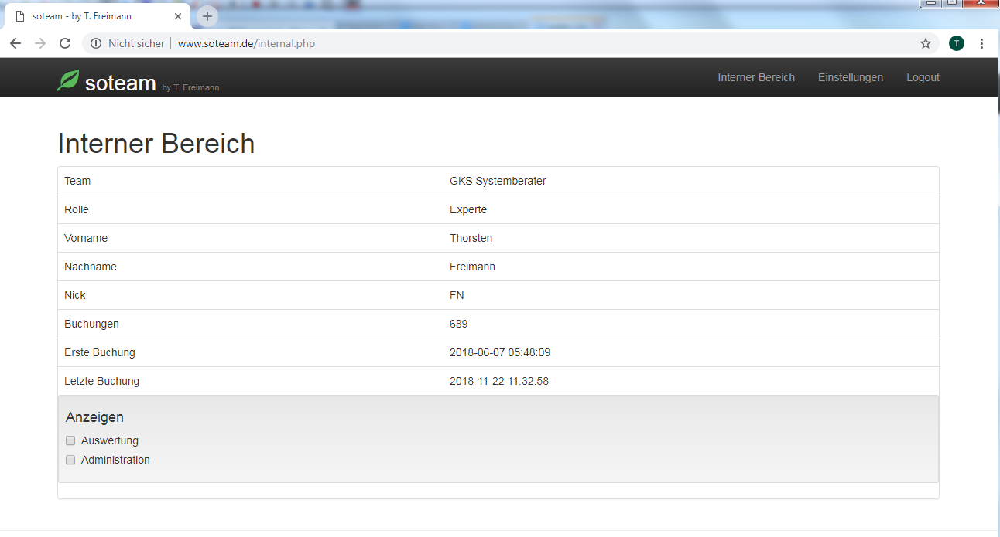 soteam - by T. Freimann
Nicht sicher www.soteam.de/internal.php
T
soteam by T. Freimann Interner Bereich Einstellungen Logout
Interner Bereich
Team GKS Systemberater
Rolle Experte
Vorname Thorsten
Nachname Freimann
Nick FN
Buchungen 689
Erste Buchung 2018-06-07 05:48:09
Letzte Buchung 2018-11-22 11:32:58
Anzeigen
Auswertung
Administration